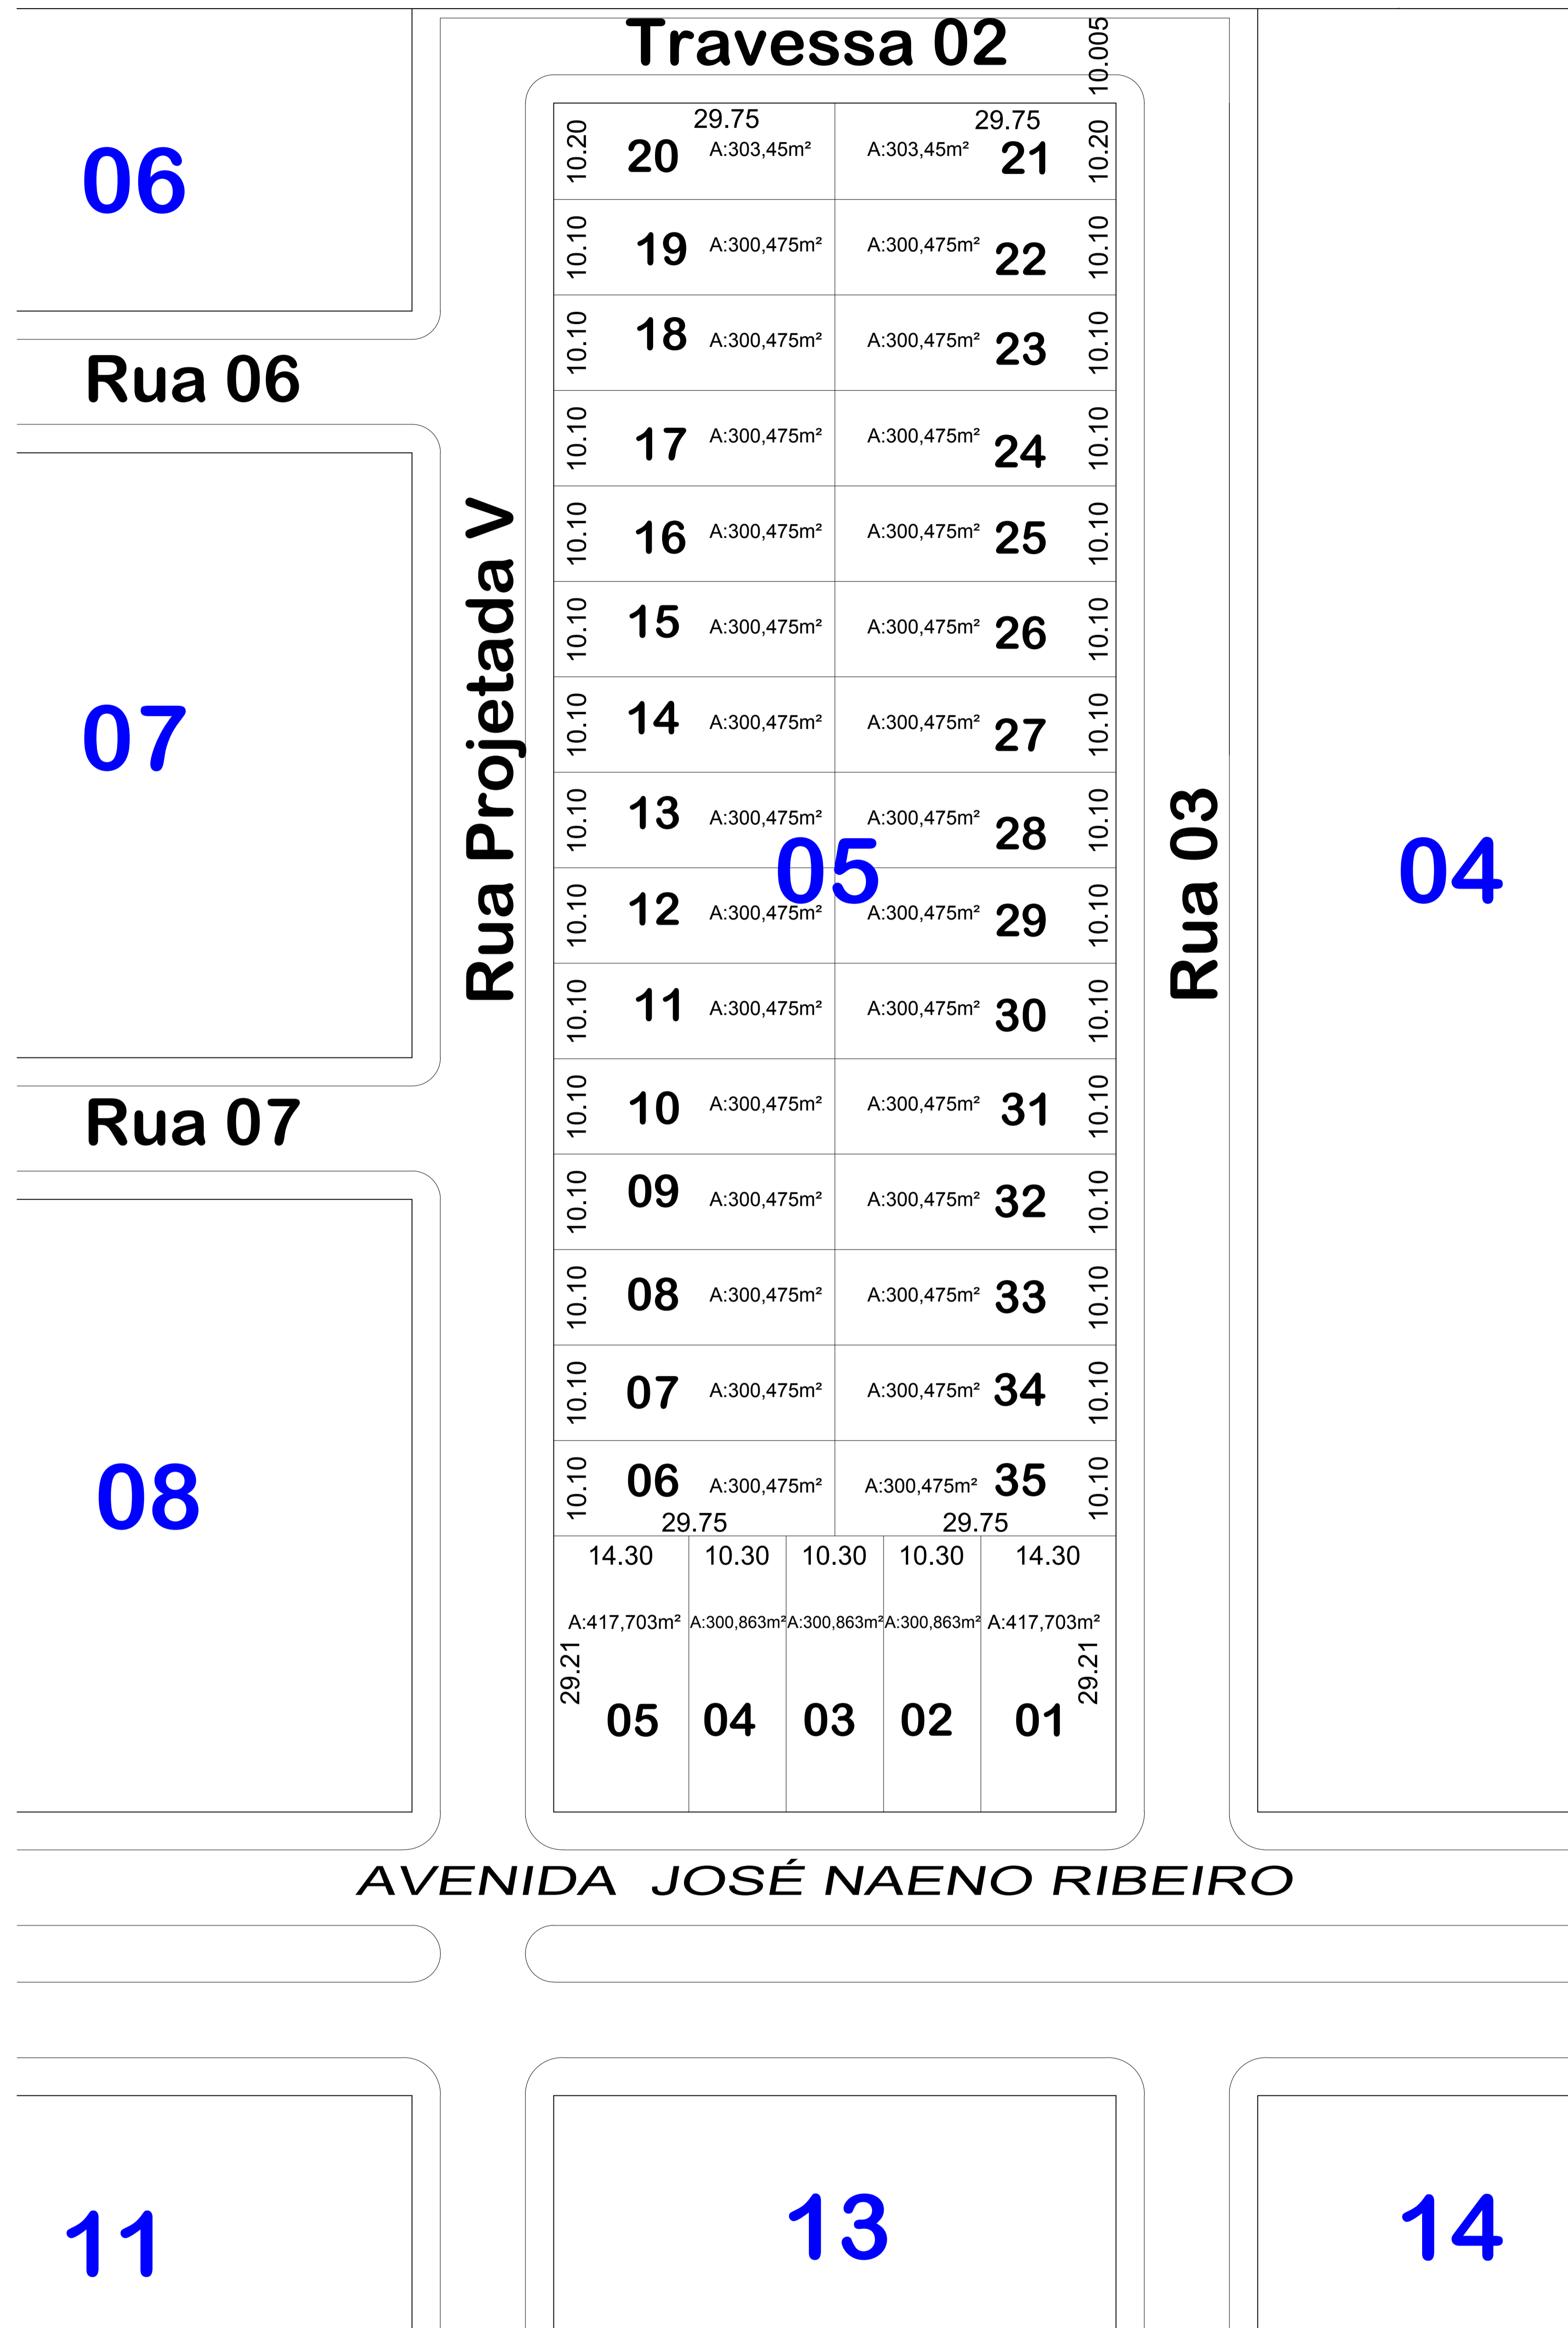 Travessa 02
10.005
29.75 29.75
10.20 20 A:303,45m² A:303,45m² 21 10.20
06
10.10 19 A:300,475m² A:300,475m² 22 10.10
10.10 18 A:300,475m² A:300,475m² 23 10.10
Rua 06
10.10 17 A:300,475m² A:300,475m² 24 10.10
10.10 16 A:300,475m² A:300,475m² 25 10.10
10.10 15 A:300,475m² A:300,475m² 26 10.10
07
Rua Projetada V
10.10 14 A:300,475m² A:300,475m² 27 10.10
10.10 13 A:300,475m² A:300,475m² 28 10.10
05
Rua 03
04
10.10 12 A:300,475m² A:300,475m² 29 10.10
10.10 11 A:300,475m² A:300,475m² 30 10.10
Rua 07
10.10 10 A:300,475m² A:300,475m² 31 10.10
10.10 09 A:300,475m² A:300,475m² 32 10.10
10.10 08 A:300,475m² A:300,475m² 33 10.10
10.10 07 A:300,475m² A:300,475m² 34 10.10
08
10.10 06 A:300,475m² A:300,475m² 35 10.10
29.75 29.75
14.30 10.30 10.30 10.30 14.30
A:417,703m² A:300,863m² A:300,863m² A:300,863m² A:417,703m²
29.21 29.21
05 04 03 02 01
AVENIDA JOSÉ NAENO RIBEIRO
11 13 14